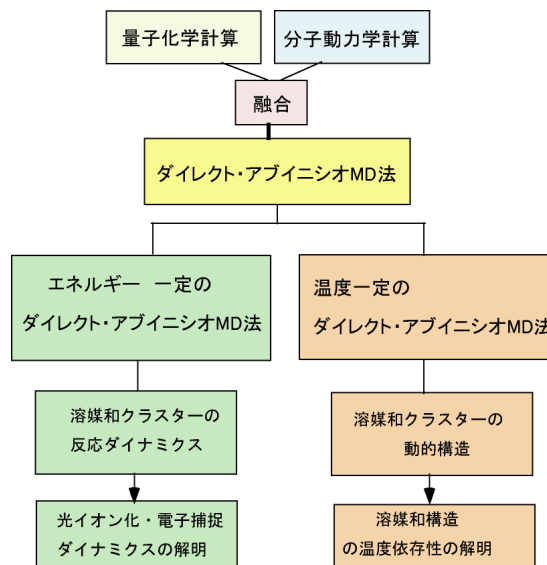 量子化学計算
分子動力学計算
融合
ダイレクト・アブイニシオMD法
エネルギー 一定の
ダイレクト・アブイニシオMD法
温度一定の
ダイレクト・アブイニシオMD法
溶媒和クラスターの
反応ダイナミクス
溶媒和クラスターの
動的構造
光イオン化・電子捕捉
ダイナミクスの解明
溶媒和構造
の温度依存性の解明